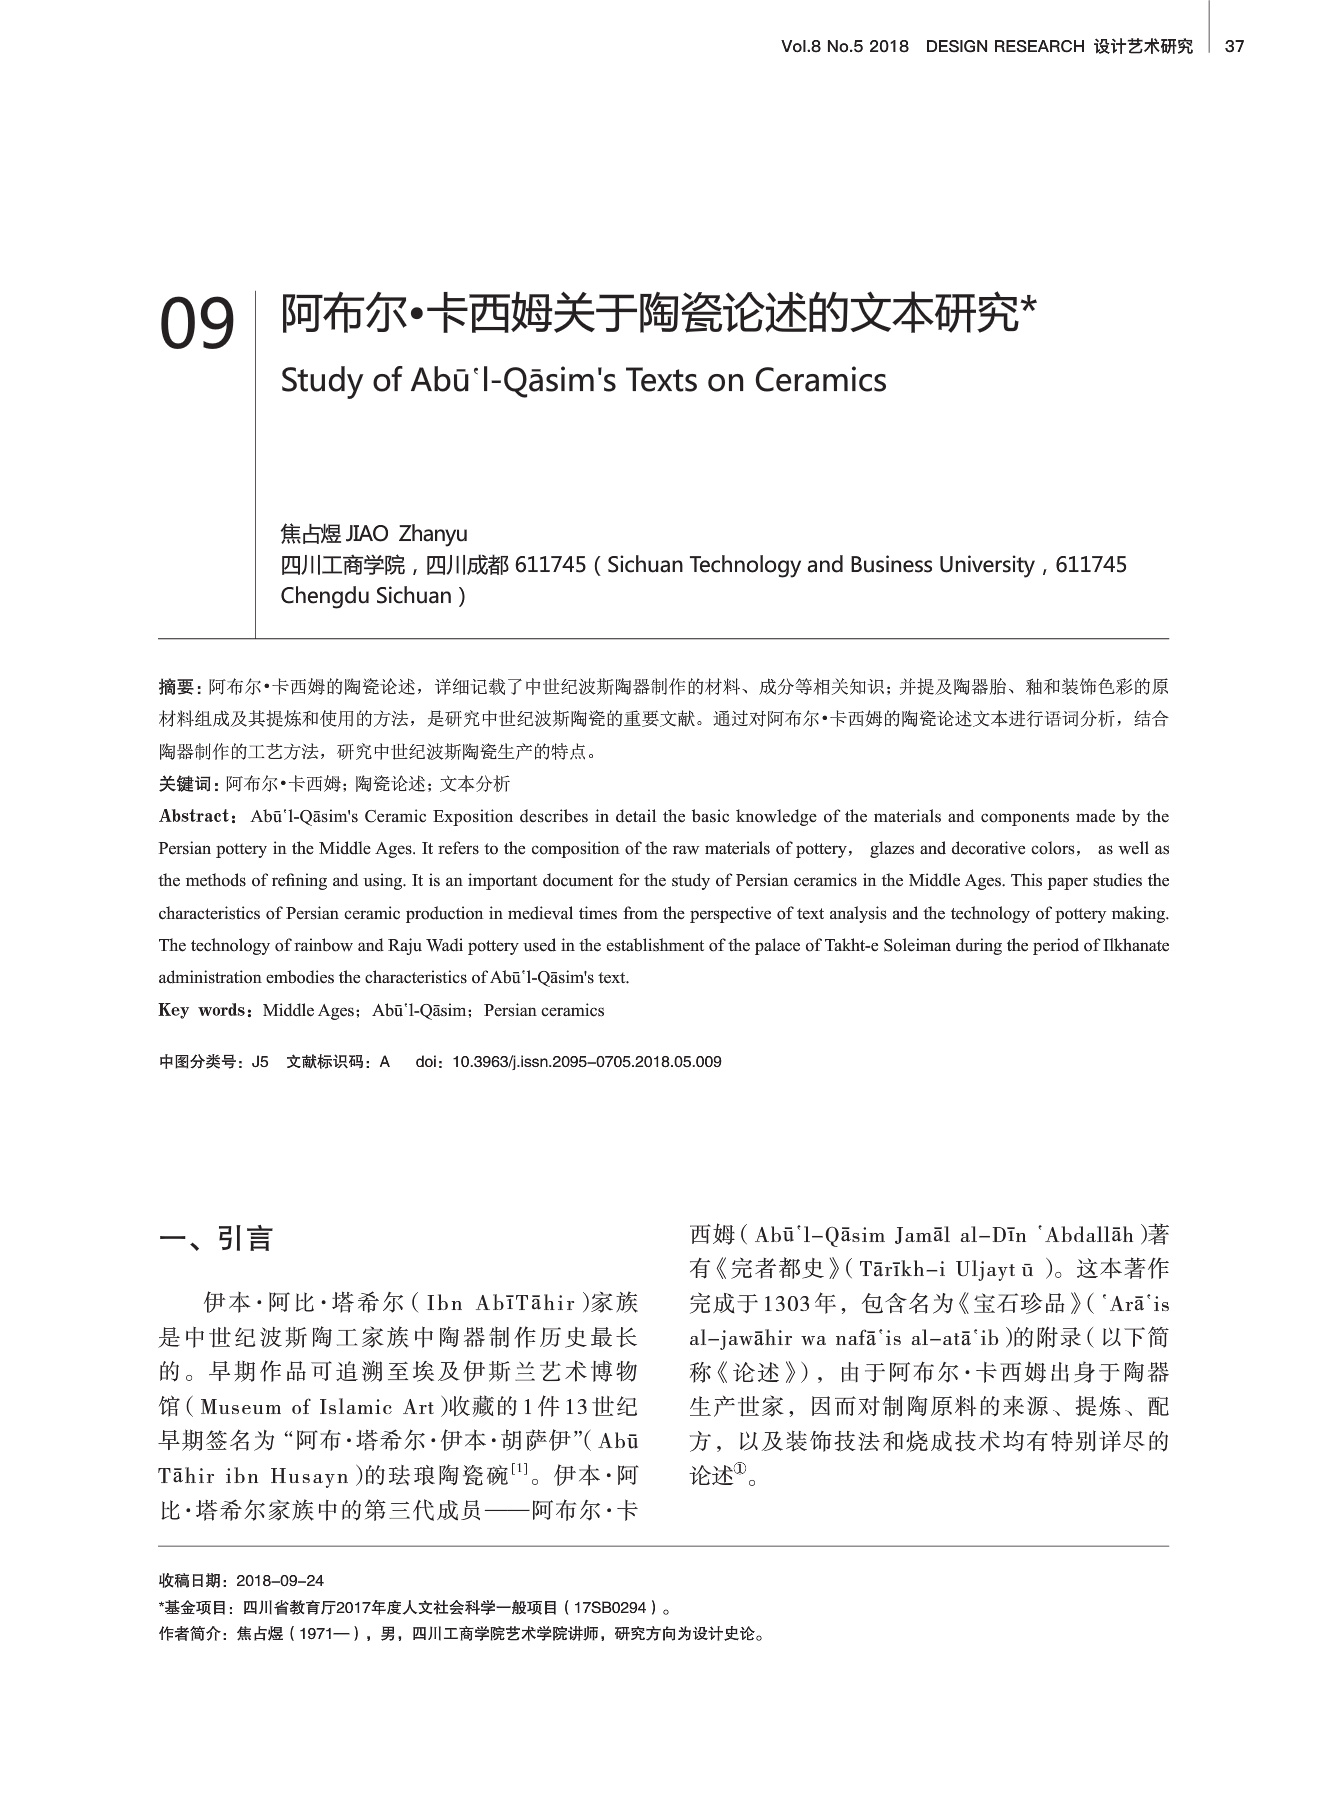 Vol.8 No.5 2018 DESIGN RESEARCH 设计艺术研究 37
09
阿布尔•卡西姆关于陶瓷论述的文本研究*
Study of Abūʽl-Qāsim's Texts on Ceramics
焦占煜 JIAO Zhanyu
四川工商学院，四川成都 611745（Sichuan Technology and Business University，611745
Chengdu Sichuan）
摘要：阿布尔•卡西姆的陶瓷论述，详细记载了中世纪波斯陶器制作的材料、成分等相关知识；并提及陶器胎、釉和装饰色彩的原
材料组成及其提炼和使用的方法，是研究中世纪波斯陶瓷的重要文献。通过对阿布尔•卡西姆的陶瓷论述文本进行语词分析，结合
陶器制作的工艺方法，研究中世纪波斯陶瓷生产的特点。
关键词：阿布尔•卡西姆；陶瓷论述；文本分析
Abstract： Abūʽl-Qāsim's Ceramic Exposition describes in detail the basic knowledge of the materials and components made by the
Persian pottery in the Middle Ages. It refers to the composition of the raw materials of pottery， glazes and decorative colors， as well as
the methods of refining and using. It is an important document for the study of Persian ceramics in the Middle Ages. This paper studies the
characteristics of Persian ceramic production in medieval times from the perspective of text analysis and the technology of pottery making.
The technology of rainbow and Raju Wadi pottery used in the establishment of the palace of Takht-e Soleiman during the period of Ilkhanate
administration embodies the characteristics of Abūʽl-Qāsim's text.
Key words：Middle Ages；Abūʽl-Qāsim；Persian ceramics
中图分类号：J5 文献标识码：A doi：10.3963/j.issn.2095-0705.2018.05.009
一、引言
伊本·阿比·塔希尔（Ibn AbīTāhir）家族
是中世纪波斯陶工家族中陶器制作历史最长
的。早期作品可追溯至埃及伊斯兰艺术博物
馆（Museum of Islamic Art）收藏的1件13世纪
早期签名为“阿布·塔希尔·伊本·胡萨伊”（Abū
Tāhir ibn Husayn）的珐琅陶瓷碗[1]。伊本·阿
比·塔希尔家族中的第三代成员——阿布尔·卡
西姆（Abūʽl-Qāsim Jamāl al-Dīn ʽAbdallāh）著
有《完者都史》（Tārīkh-i Uljayt ū ）。这本著作
完成于1303年，包含名为《宝石珍品》（ʽArāʽis
al-jawāhir wa nafāʽis al-atāʽib）的附录（以下简
称《论述》），由于阿布尔·卡西姆出身于陶器
生产世家，因而对制陶原料的来源、提炼、配
方，以及装饰技法和烧成技术均有特别详尽的
论述①。
收稿日期：2018-09-24
*基金项目：四川省教育厅2017年度人文社会科学一般项目（17SB0294）。
作者简介：焦占煜（1971—），男，四川工商学院艺术学院讲师，研究方向为设计史论。